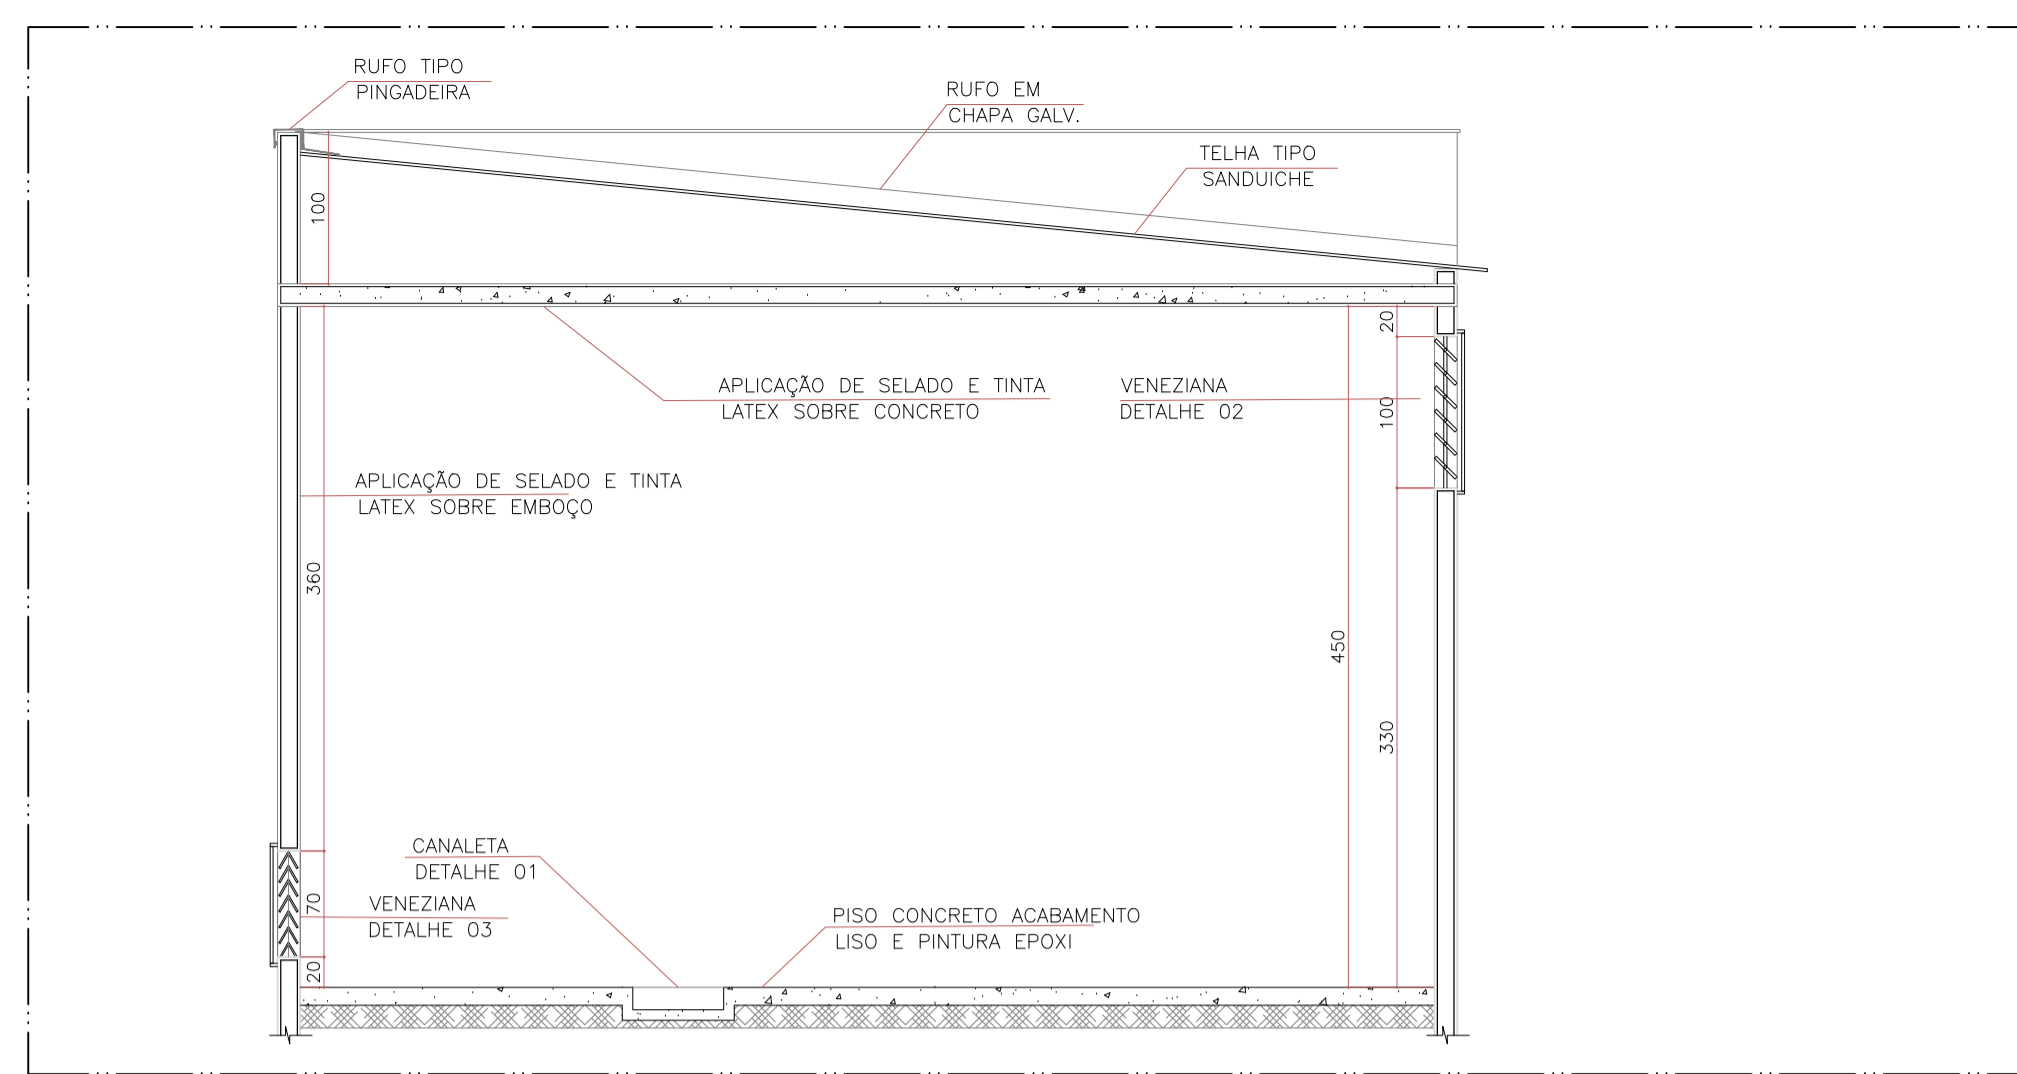 RUFO TIPO
PINGADEIRA
RUFO EM
CHAPA GALV.
TELHA TIPO
SANDUICHE
100
20
APLICAÇÃO DE SELADO E TINTA
LATEX SOBRE CONCRETO
VENEZIANA
DETALHE 02
100
APLICAÇÃO DE SELADO E TINTA
LATEX SOBRE EMBOÇO
360
450
330
CANALETA
DETALHE 01
70
VENEZIANA
DETALHE 03
PISO CONCRETO ACABAMENTO
LISO E PINTURA EPOXI
20